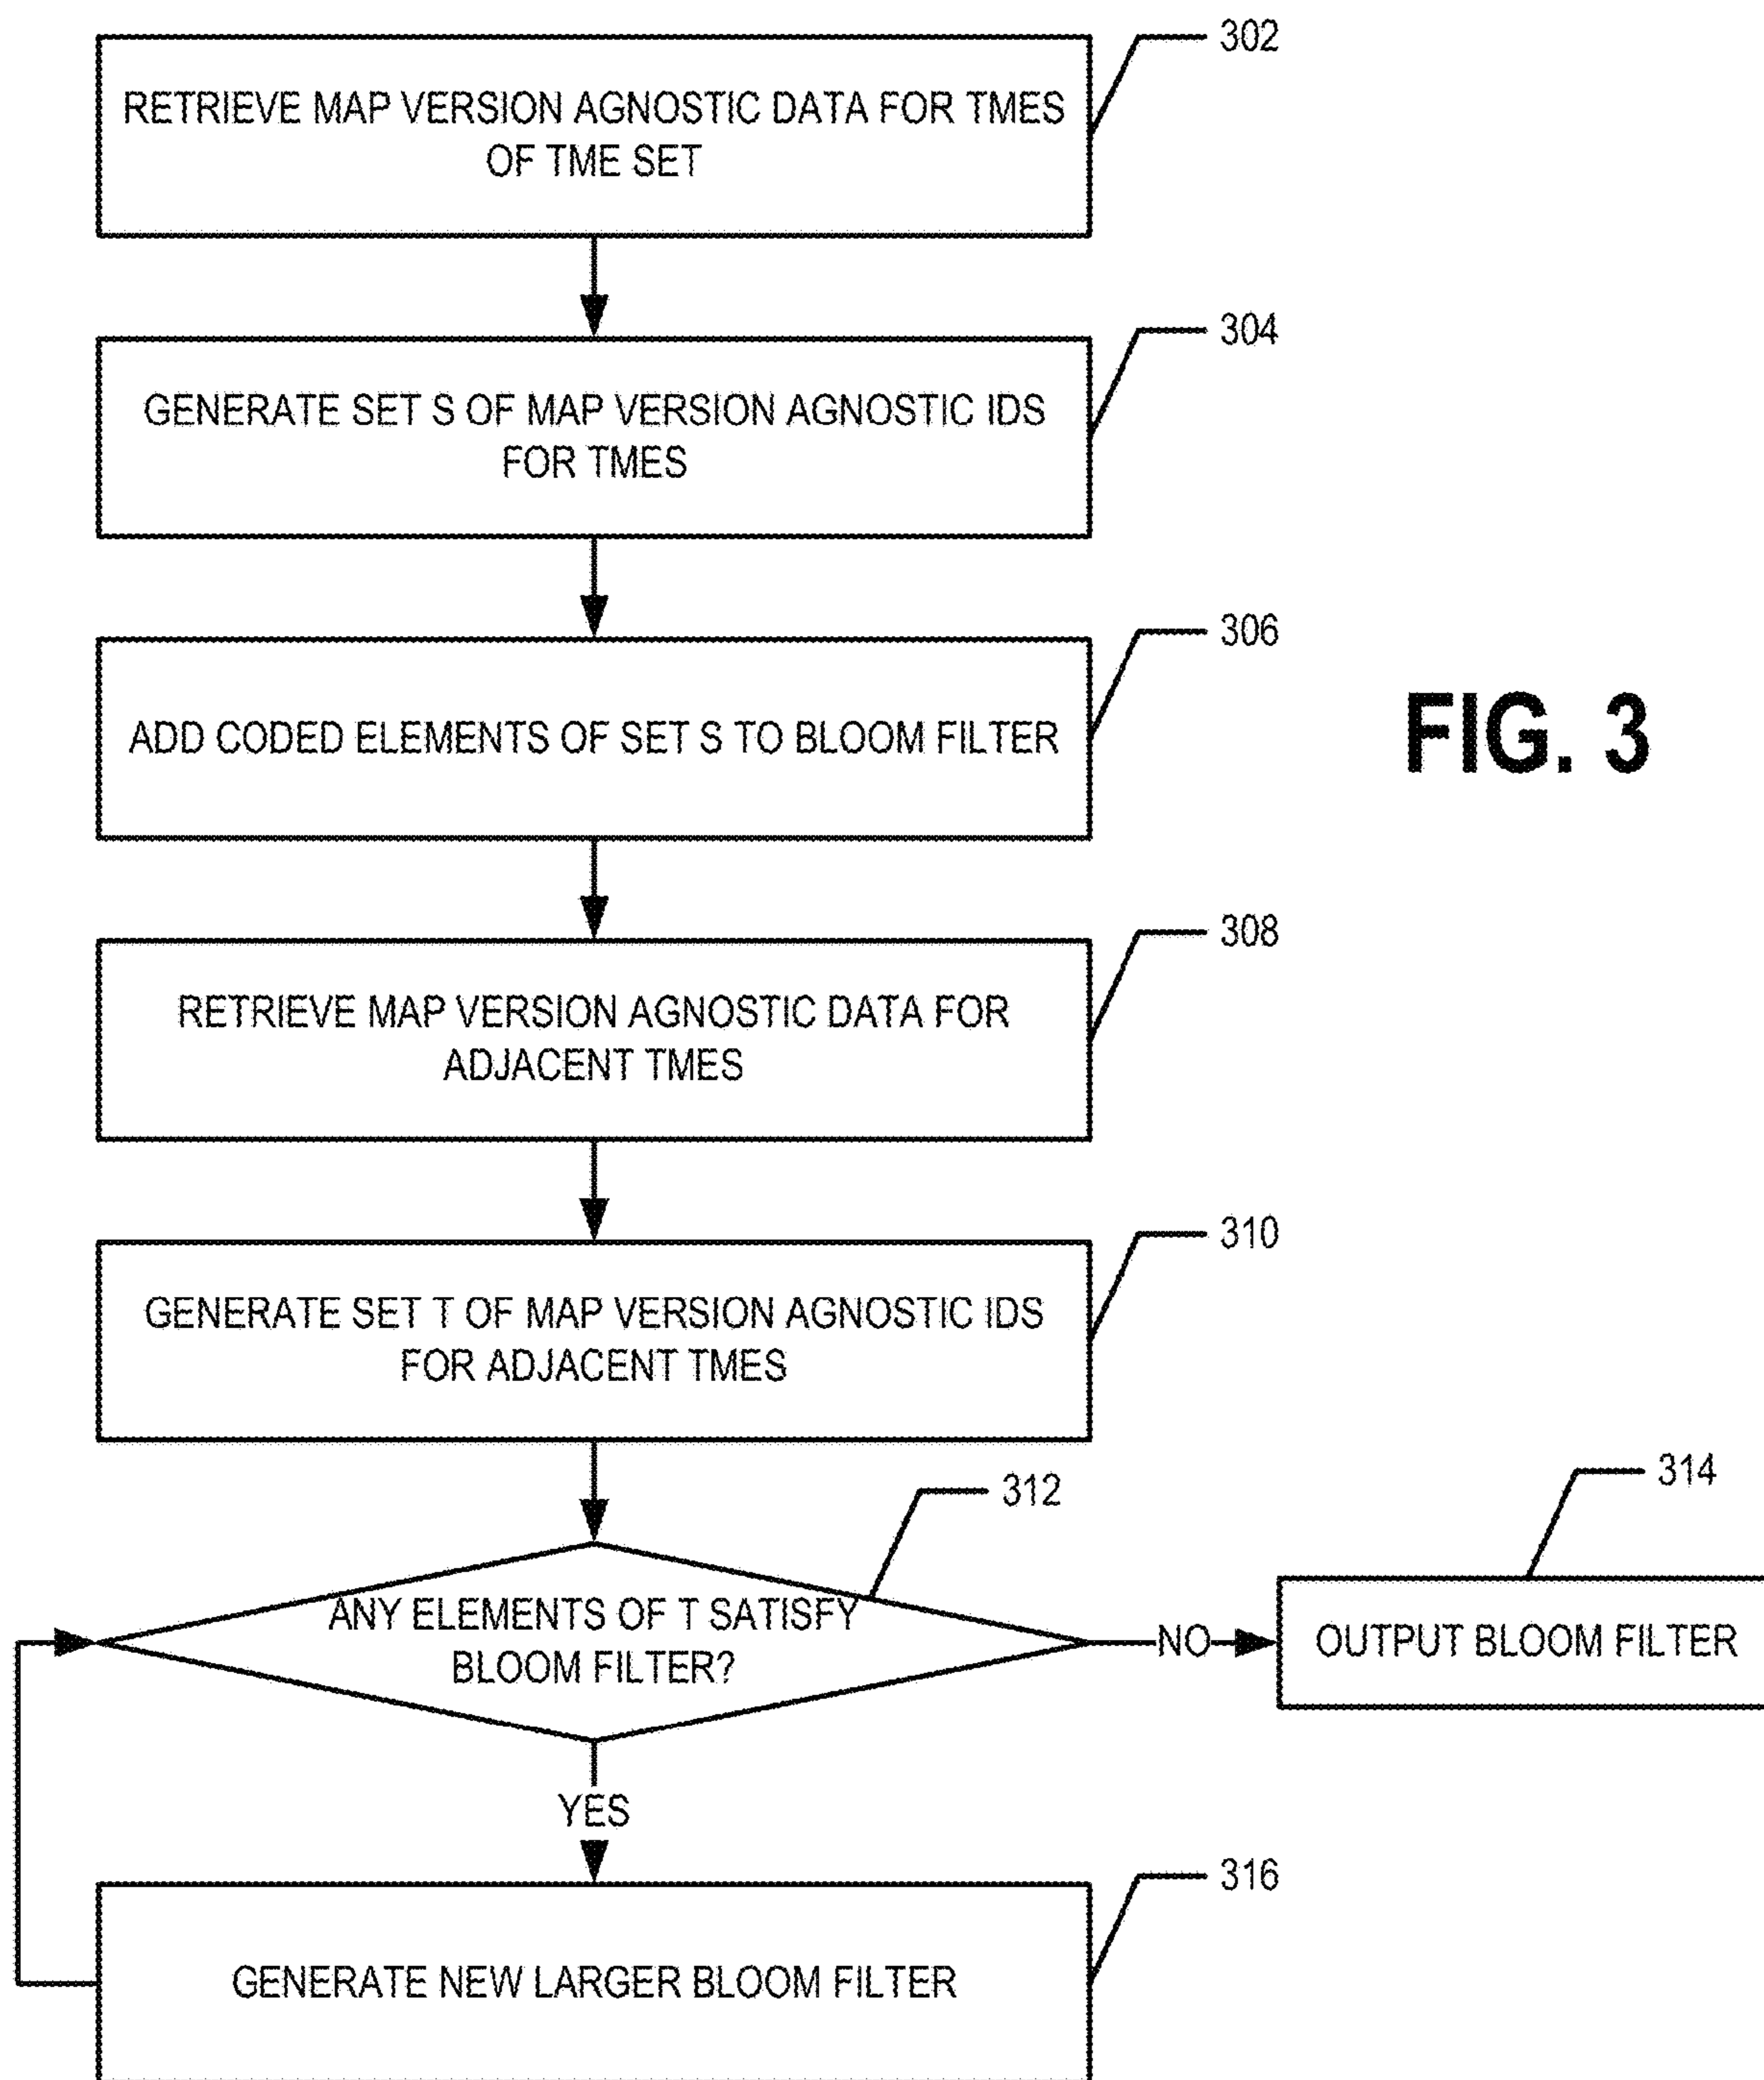 302
RETRIEVE MAP VERSION AGNOSTIC DATA FOR TMES
OF TME SET
304
GENERATE SET S OF MAP VERSION AGNOSTIC IDS
FOR TMES
306
ADD CODED ELEMENTS OF SET S TO BLOOM FILTER
FIG. 3
308
RETRIEVE MAP VERSION AGNOSTIC DATA FOR
ADJACENT TMES
310
GENERATE SET T OF MAP VERSION AGNOSTIC IDS
FOR ADJACENT TMES
312
314
ANY ELEMENTS OF T SATISFY
BLOOM FILTER?
NO
OUTPUT BLOOM FILTER
YES
316
GENERATE NEW LARGER BLOOM FILTER